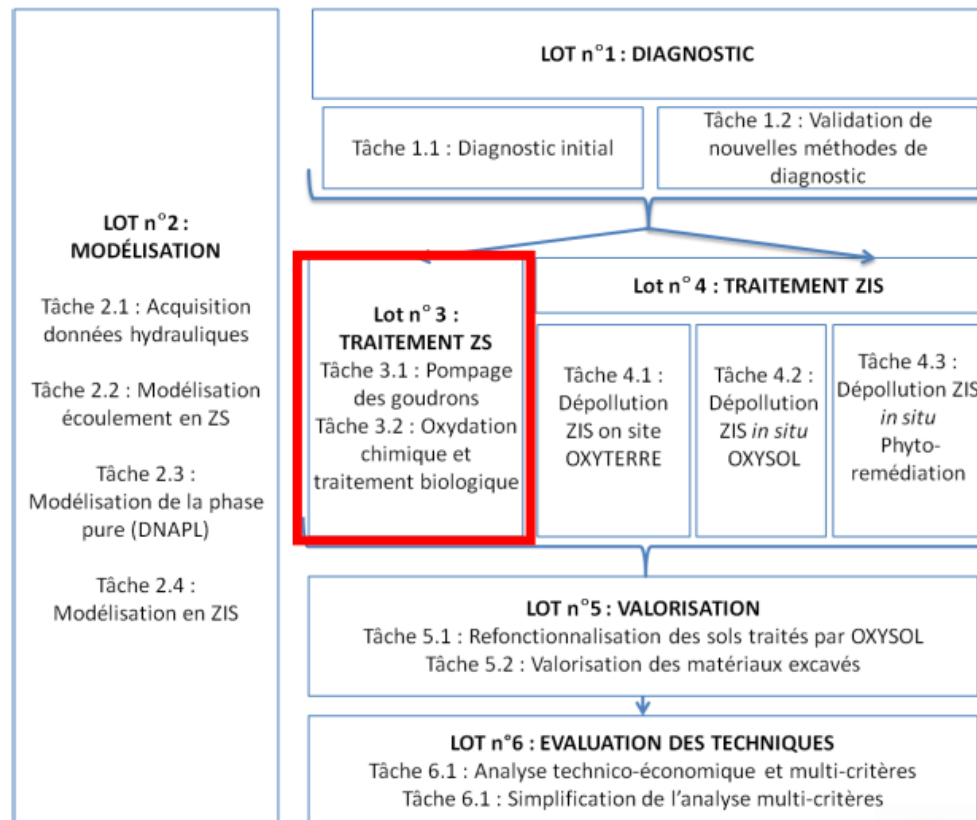 LOT n°1 : DIAGNOSTIC
Tâche 1.1 : Diagnostic initial
Tâche 1.2 : Validation de
nouvelles méthodes de
diagnostic
LOT n°2 :
MODÉLISATION
Tâche 2.1 : Acquisition
données hydrauliques
Tâche 2.2 : Modélisation
écoulement en ZS
Tâche 2.3 :
Modélisation de la phase
pure (DNAPL)
Tâche 2.4 :
Modélisation en ZIS
Lot n° 3 :
TRAITEMENT ZS
Tâche 3.1 : Pompage
des goudrons
Tâche 3.2 : Oxydation
chimique et
traitement biologique
Lot n° 4 : TRAITEMENT ZIS
Tâche 4.1 :
Dépollution
ZIS on site
OXYTERRE
Tâche 4.2 :
Dépollution
ZIS in situ
OXYSOL
Tâche 4.3 :
Dépollution ZIS
in situ
Phyto-
remédiation
LOT n°5 : VALORISATION
Tâche 5.1 : Refonctionnalisation des sols traités par OXYSOL
Tâche 5.2 : Valorisation des matériaux excavés
LOT n°6 : EVALUATION DES TECHNIQUES
Tâche 6.1 : Analyse technico-économique et multi-critères
Tâche 6.1 : Simplification de l'analyse multi-critères